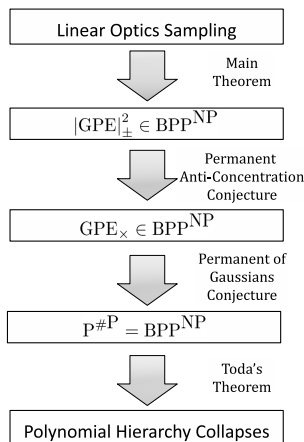 Linear Optics Sampling
Main
Theorem
|GPE|²± ∈ BPP^NP
Permanent
Anti-Concentration
Conjecture
GPE× ∈ BPP^NP
Permanent of
Gaussians
Conjecture
P^#P = BPP^NP
Toda's
Theorem
Polynomial Hierarchy Collapses